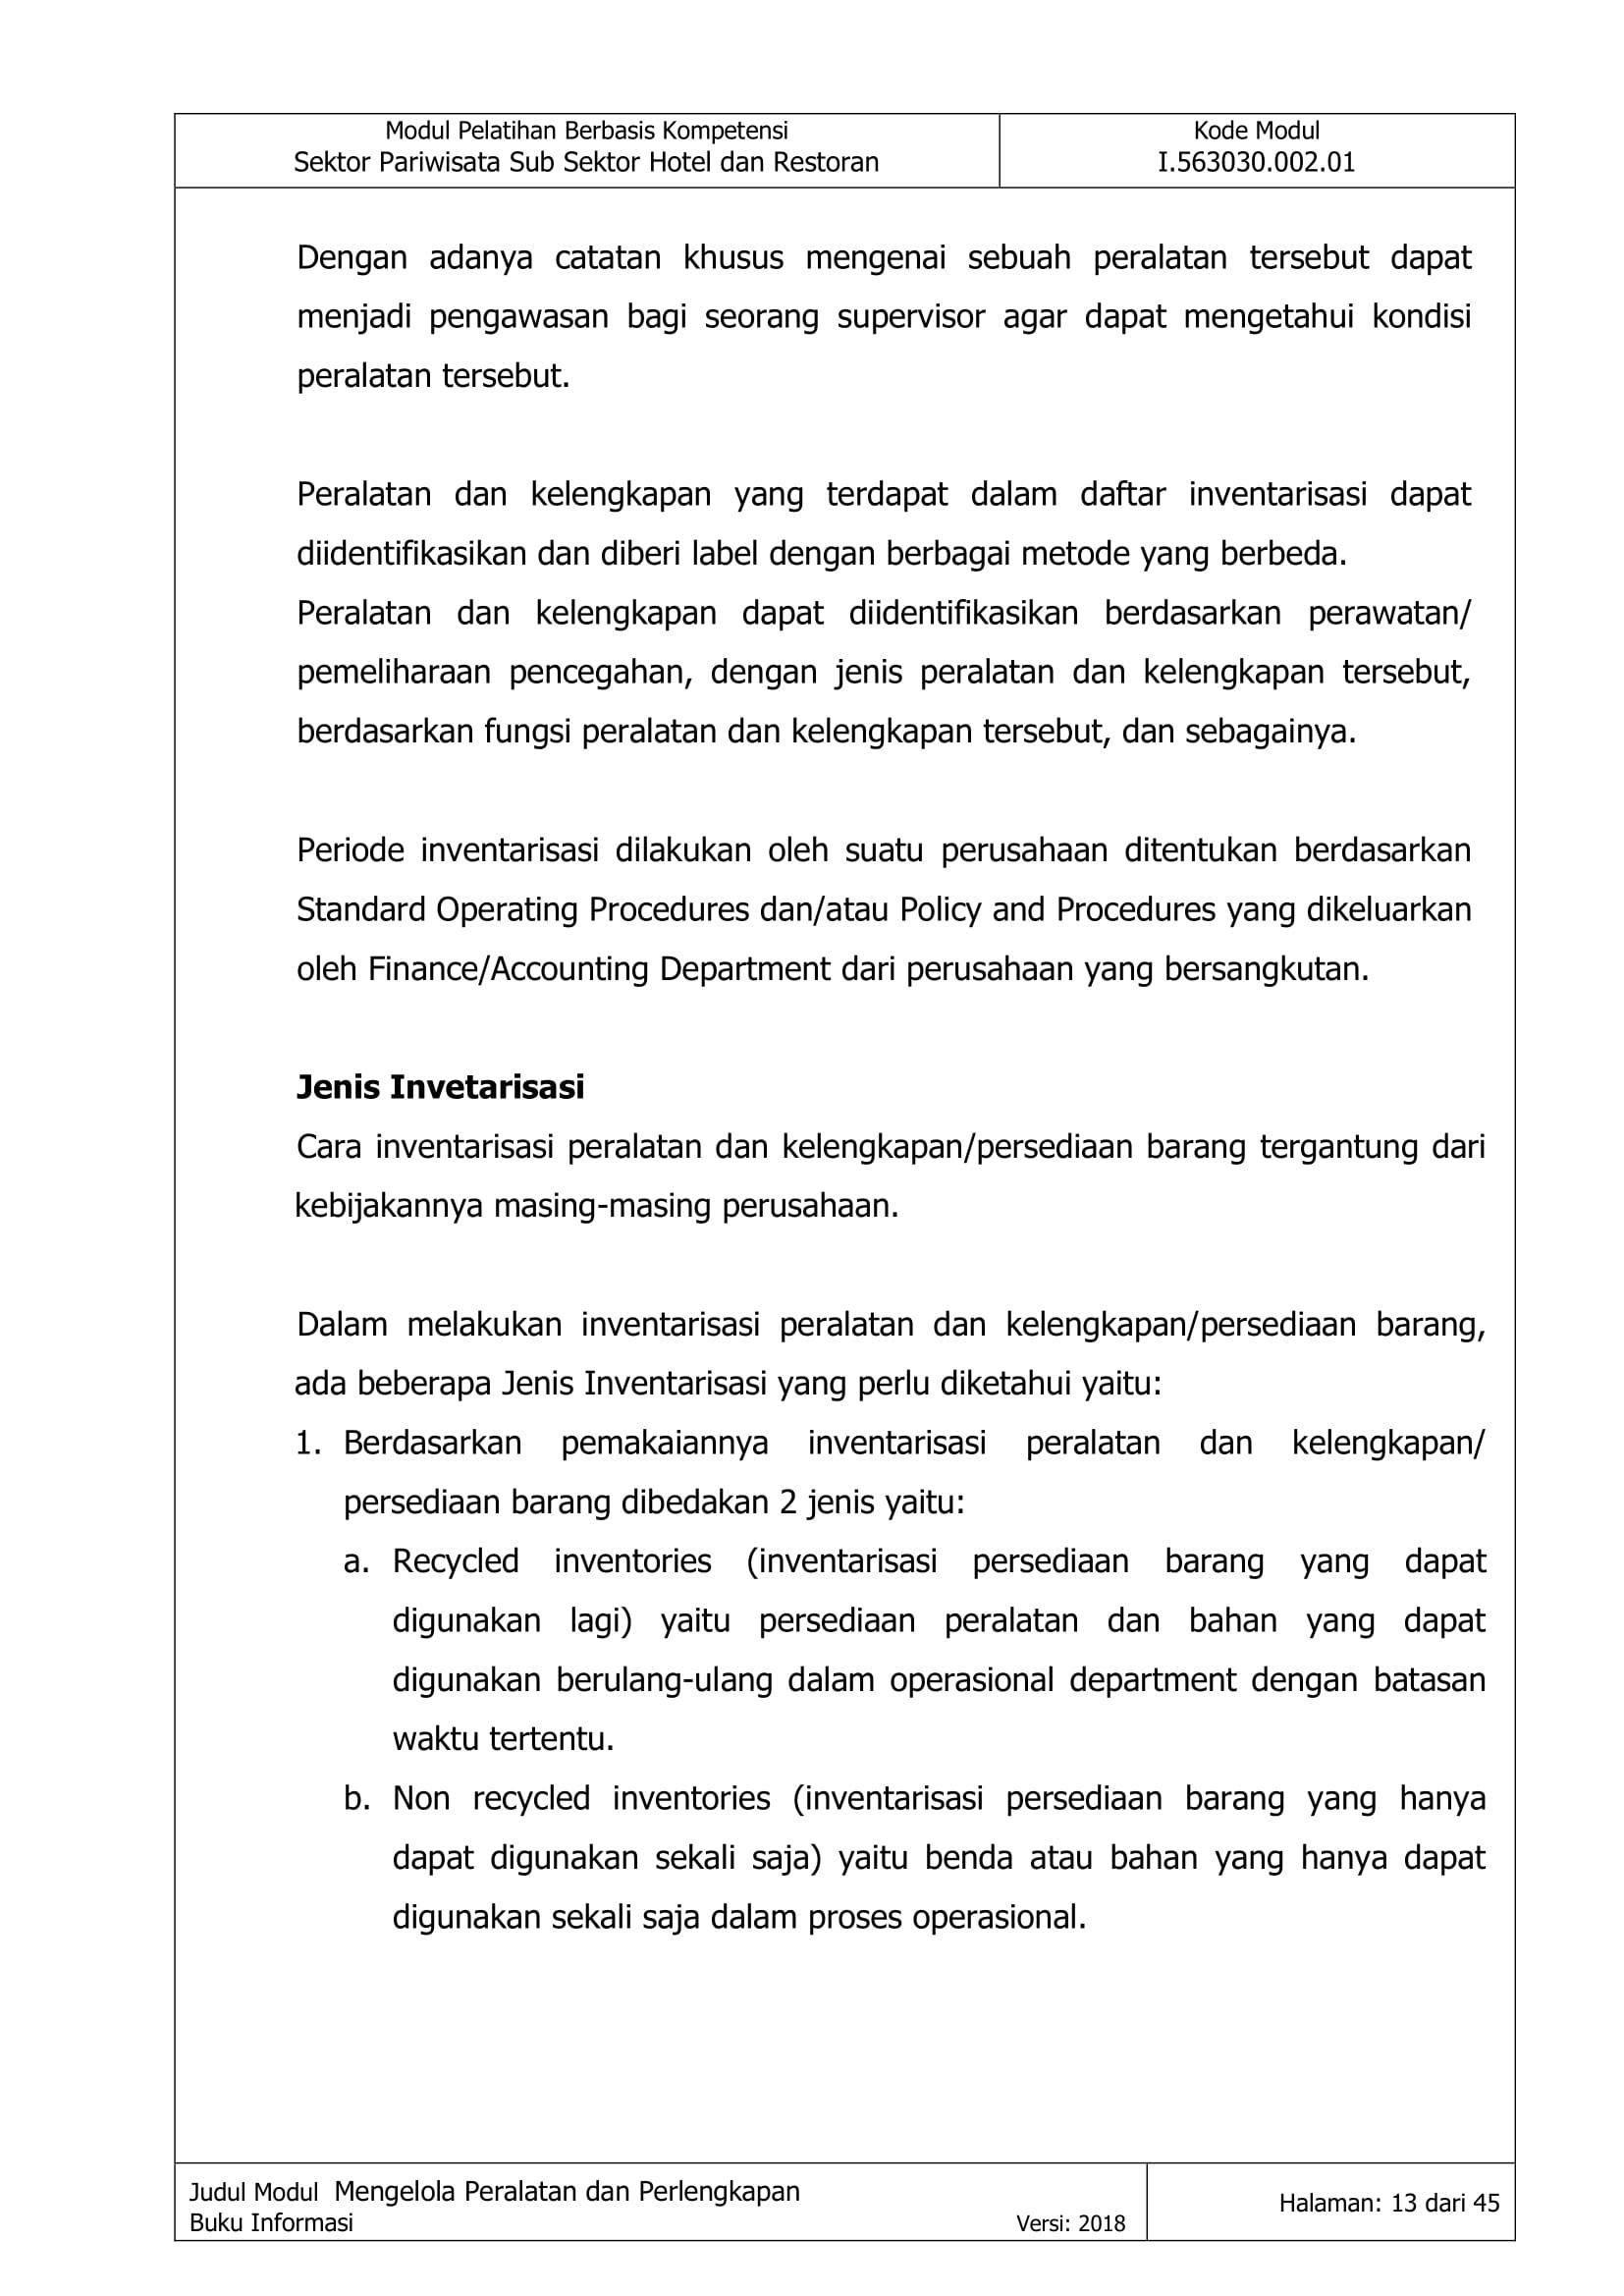 Modul Pelatihan Berbasis Kompetensi
Sektor Pariwisata Sub Sektor Hotel dan Restoran
Kode Modul
I.563030.002.01
Dengan adanya catatan khusus mengenai sebuah peralatan tersebut dapat
menjadi pengawasan bagi seorang supervisor agar dapat mengetahui kondisi
peralatan tersebut.
Peralatan dan kelengkapan yang terdapat dalam daftar inventarisasi dapat
diidentifikasikan dan diberi label dengan berbagai metode yang berbeda.
Peralatan dan kelengkapan dapat diidentifikasikan berdasarkan perawatan/
pemeliharaan pencegahan, dengan jenis peralatan dan kelengkapan tersebut,
berdasarkan fungsi peralatan dan kelengkapan tersebut, dan sebagainya.
Periode inventarisasi dilakukan oleh suatu perusahaan ditentukan berdasarkan
Standard Operating Procedures dan/atau Policy and Procedures yang dikeluarkan
oleh Finance/Accounting Department dari perusahaan yang bersangkutan.
Jenis Invetarisasi
Cara inventarisasi peralatan dan kelengkapan/persediaan barang tergantung dari
kebijakannya masing-masing perusahaan.
Dalam melakukan inventarisasi peralatan dan kelengkapan/persediaan barang,
ada beberapa Jenis Inventarisasi yang perlu diketahui yaitu:
1. Berdasarkan pemakaiannya inventarisasi peralatan dan kelengkapan/
persediaan barang dibedakan 2 jenis yaitu:
a. Recycled inventories (inventarisasi persediaan barang yang dapat
digunakan lagi) yaitu persediaan peralatan dan bahan yang dapat
digunakan berulang-ulang dalam operasional department dengan batasan
waktu tertentu.
b. Non recycled inventories (inventarisasi persediaan barang yang hanya
dapat digunakan sekali saja) yaitu benda atau bahan yang hanya dapat
digunakan sekali saja dalam proses operasional.
Judul Modul Mengelola Peralatan dan Perlengkapan
Buku Informasi
Versi: 2018
Halaman: 13 dari 45